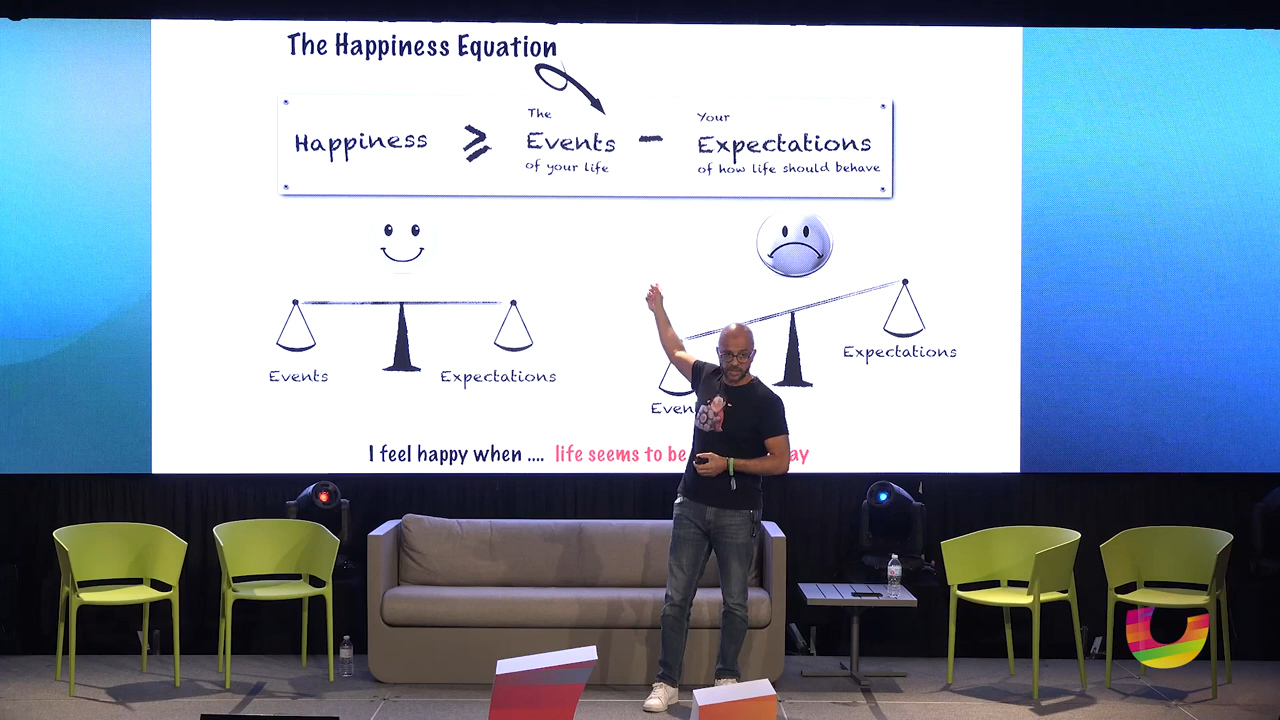 The Happiness Equation
Happiness ≥ The Events of your life − Your Expectations of how life should behave
Events
Expectations
Expectations
I feel happy when .... life seems to be